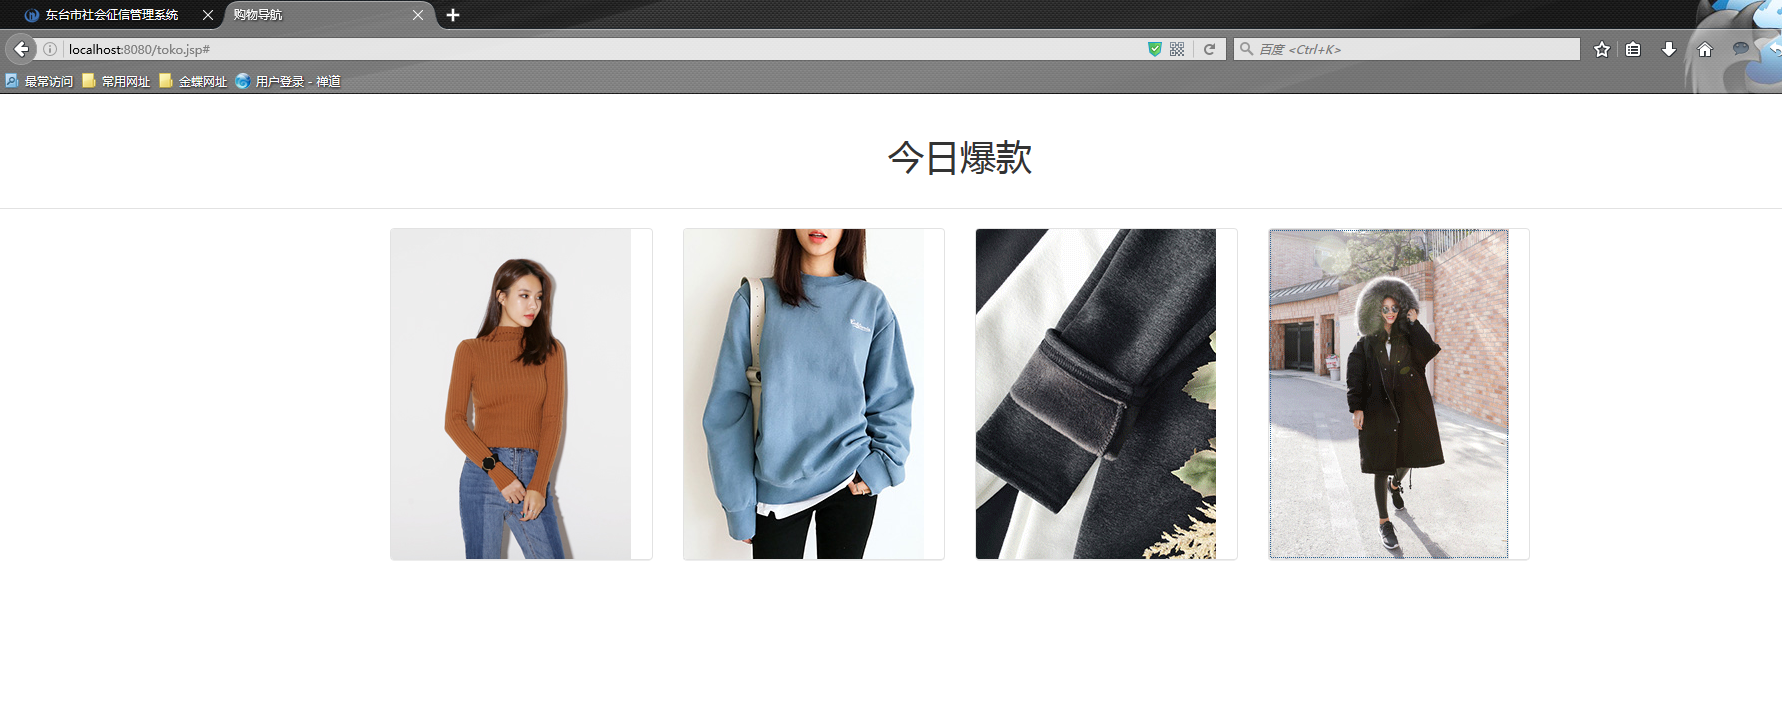 东台市社会征信管理系统
购物导航
localhost:8080/toko.jsp#
百度 <Ctrl+K>
最常访问
常用网址
金蝶网址
用户登录 - 禅道
今日爆款